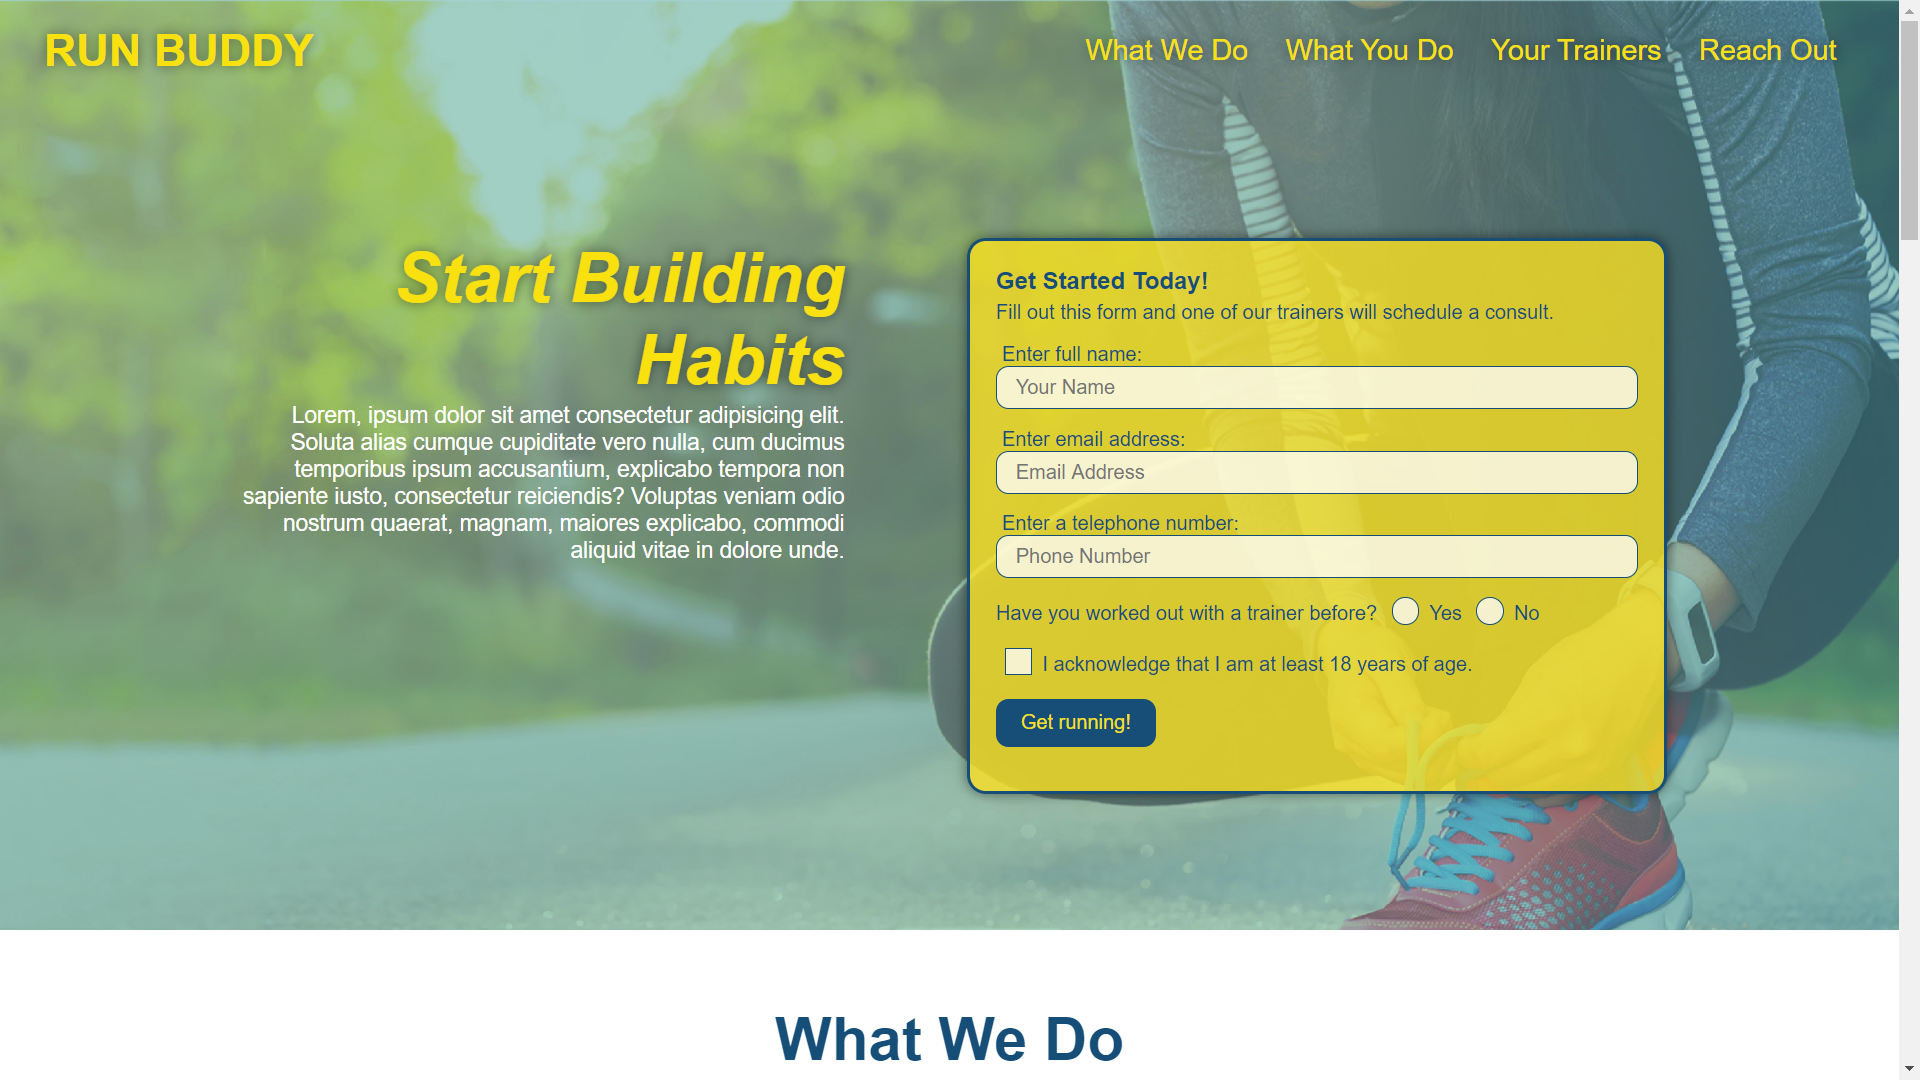 RUN BUDDY
What We Do
What You Do
Your Trainers
Reach Out
Start Building
Habits
Lorem, ipsum dolor sit amet consectetur adipisicing elit.
Soluta alias cumque cupiditate vero nulla, cum ducimus
temporibus ipsum accusantium, explicabo tempora non
sapiente iusto, consectetur reiciendis? Voluptas veniam odio
nostrum quaerat, magnam, maiores explicabo, commodi
aliquid vitae in dolore unde.
Get Started Today!
Fill out this form and one of our trainers will schedule a consult.
Enter full name:
Your Name
Enter email address:
Email Address
Enter a telephone number:
Phone Number
Have you worked out with a trainer before? Yes No
I acknowledge that I am at least 18 years of age.
Get running!
What We Do